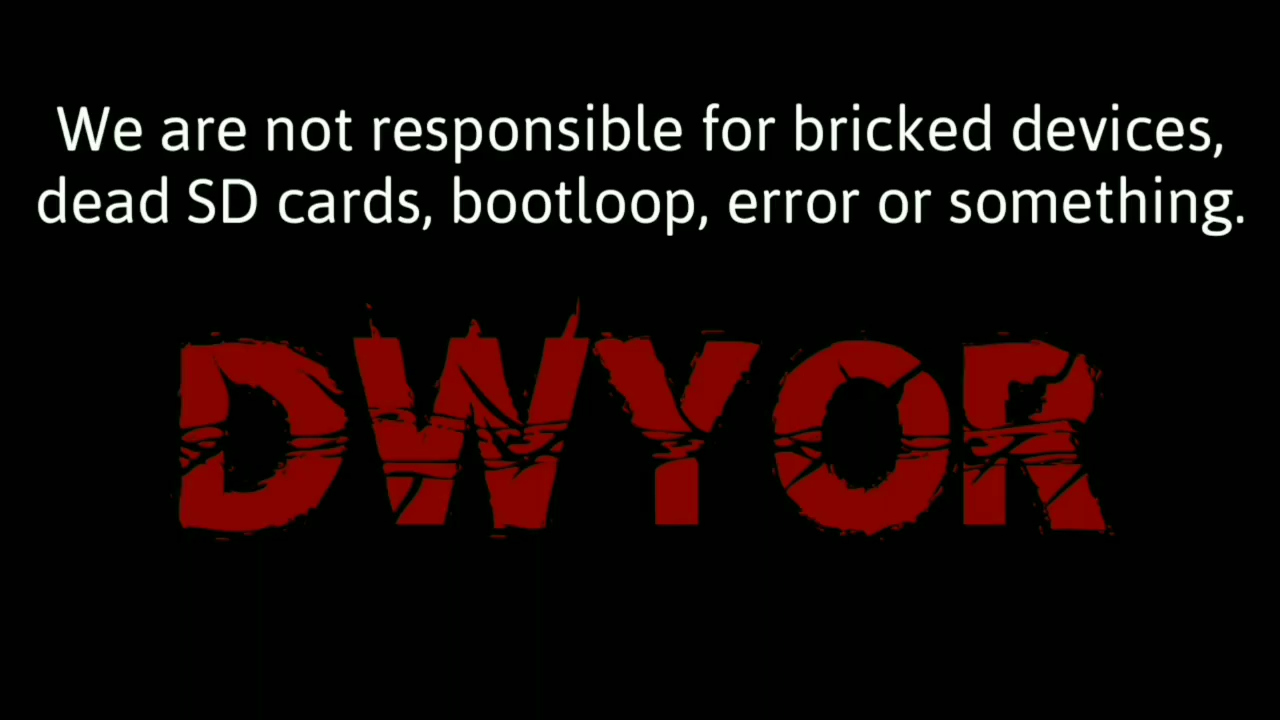 We are not responsible for bricked devices,
dead SD cards, bootloop, error or something.
DWYOR